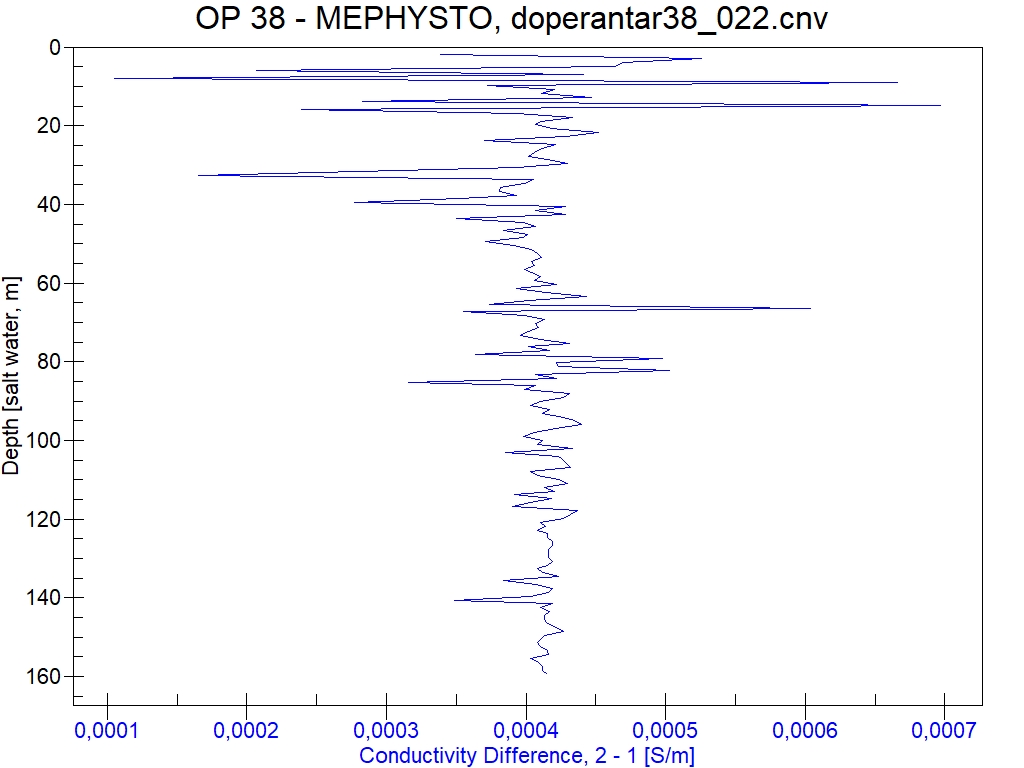 OP 38 - MEPHYSTO, doperantar38_022.cnv
0
20
40
60
80
100
120
140
160
Depth [salt water, m]
0,0001 0,0002 0,0003 0,0004 0,0005 0,0006 0,0007
Conductivity Difference, 2 - 1 [S/m]